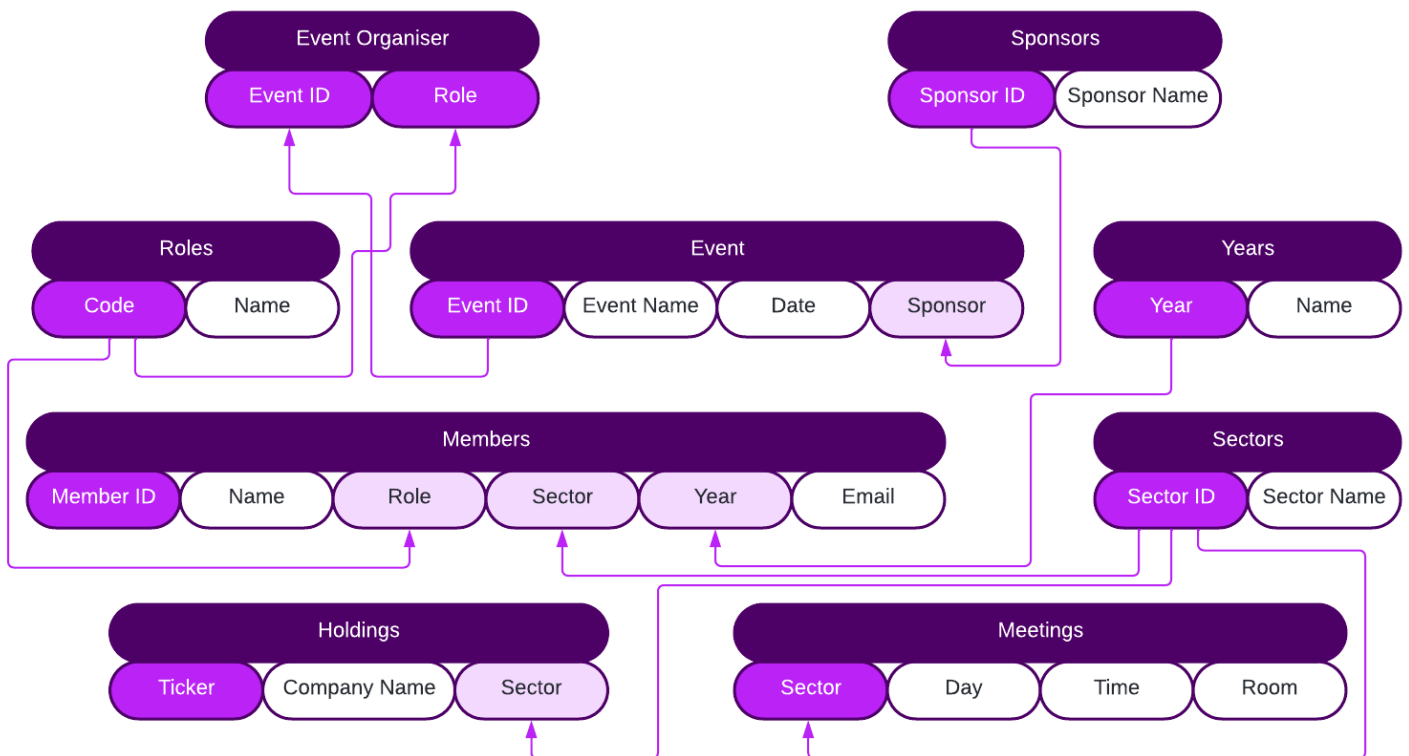 Event Organiser
Event ID Role
Sponsors
Sponsor ID Sponsor Name
Roles
Code Name
Event
Event ID Event Name Date Sponsor
Years
Year Name
Members
Member ID Name Role Sector Year Email
Sectors
Sector ID Sector Name
Holdings
Ticker Company Name Sector
Meetings
Sector Day Time Room